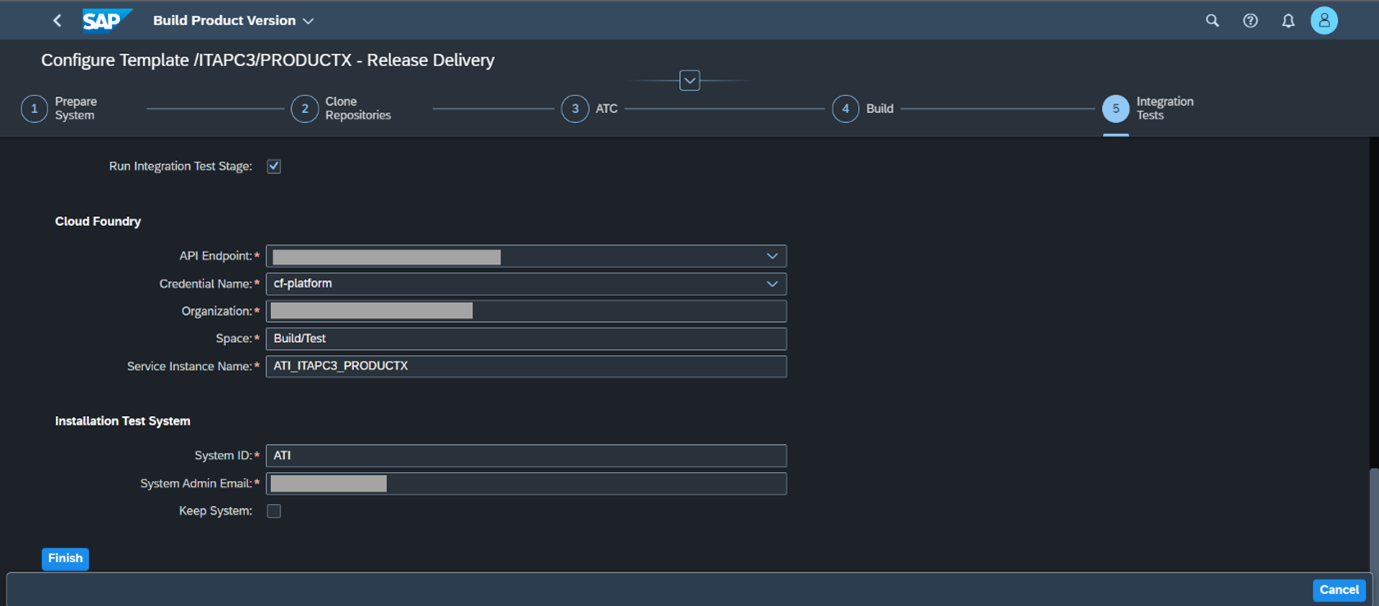 SAP Build Product Version
Configure Template /ITAPC3/PRODUCTX - Release Delivery
1 Prepare System
2 Clone Repositories
3 ATC
4 Build
5 Integration Tests
Run Integration Test Stage:
Cloud Foundry
API Endpoint:*
Credential Name:* cf-platform
Organization:*
Space:* Build/Test
Service Instance Name:* ATI_ITAPC3_PRODUCTX
Installation Test System
System ID:* ATI
System Admin Email:*
Keep System:
Finish
Cancel